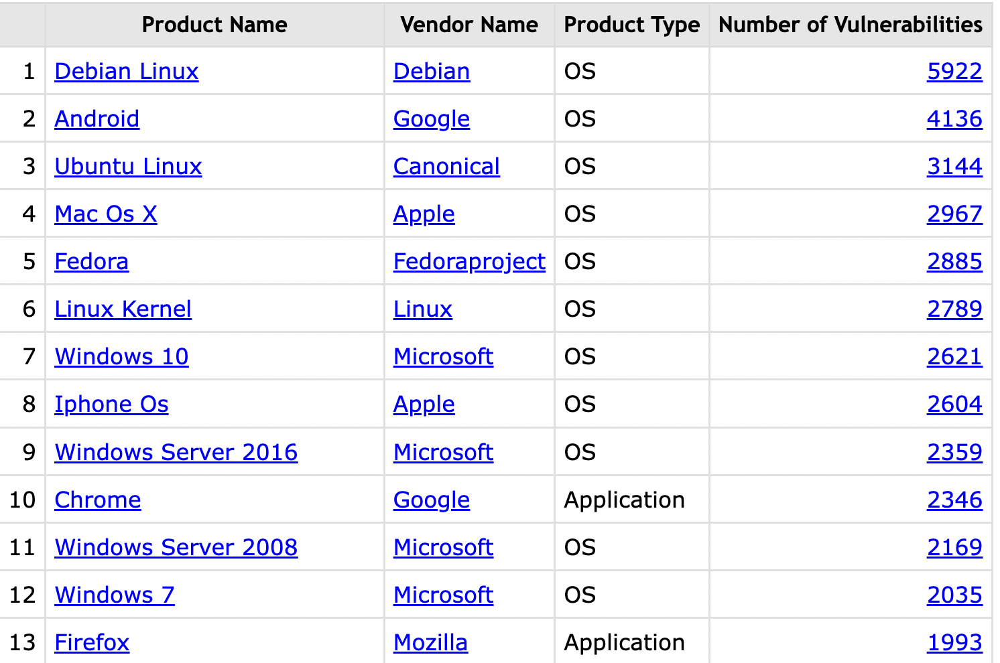 Product Name Vendor Name Product Type Number of Vulnerabilities
1 Debian Linux Debian OS 5922
2 Android Google OS 4136
3 Ubuntu Linux Canonical OS 3144
4 Mac Os X Apple OS 2967
5 Fedora Fedoraproject OS 2885
6 Linux Kernel Linux OS 2789
7 Windows 10 Microsoft OS 2621
8 Iphone Os Apple OS 2604
9 Windows Server 2016 Microsoft OS 2359
10 Chrome Google Application 2346
11 Windows Server 2008 Microsoft OS 2169
12 Windows 7 Microsoft OS 2035
13 Firefox Mozilla Application 1993